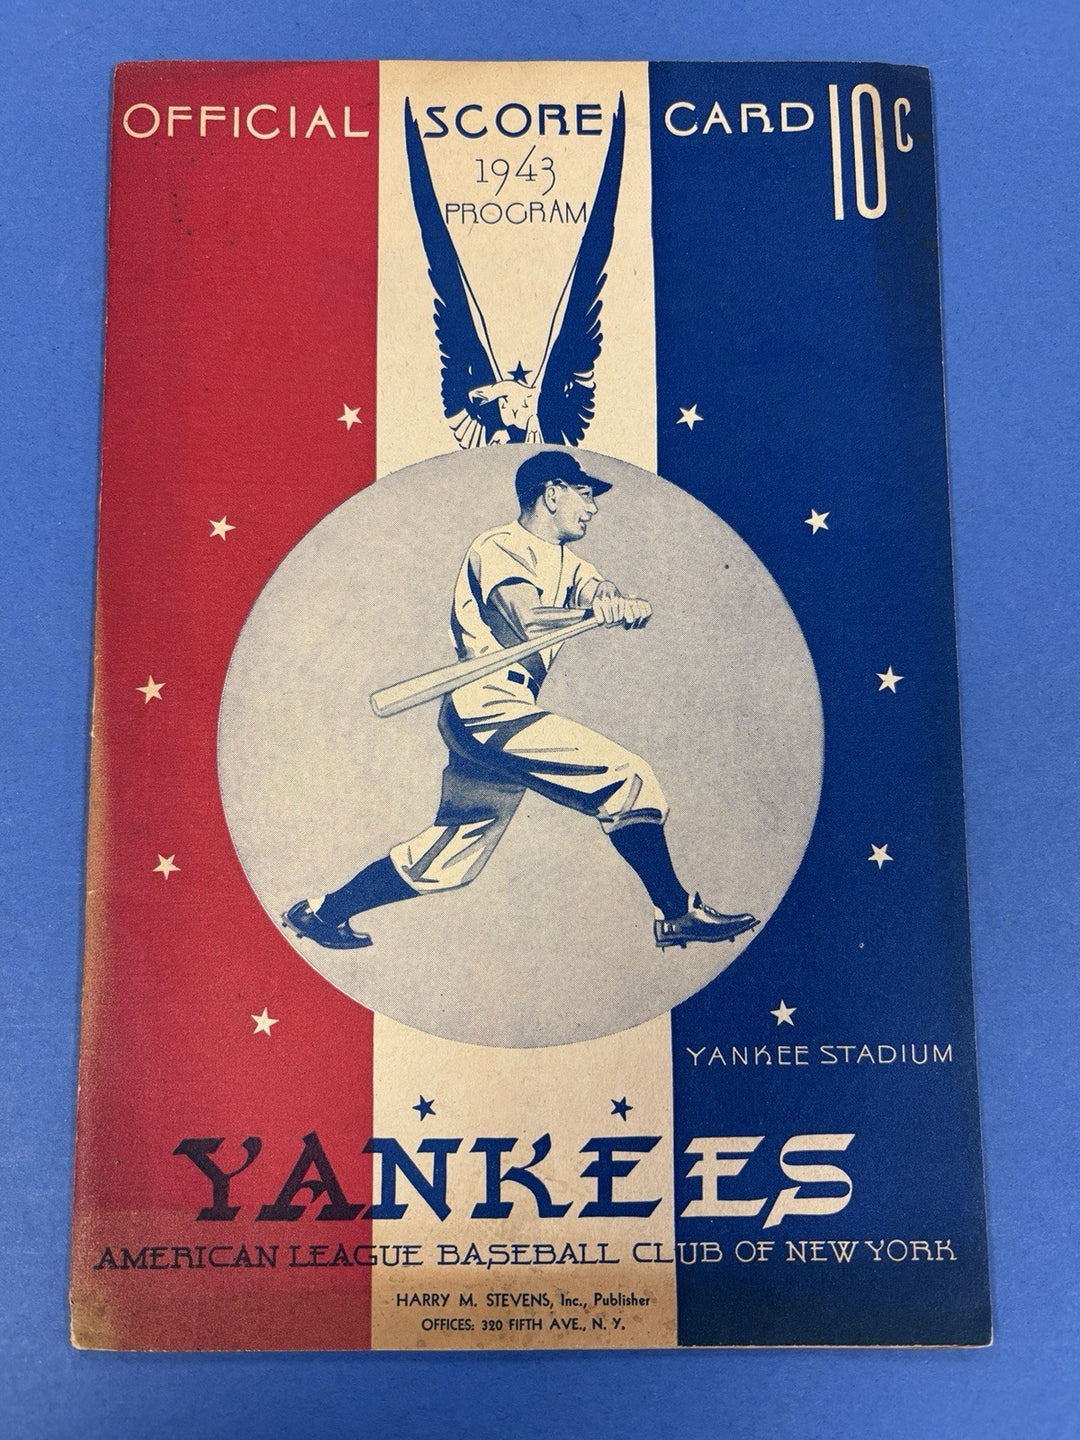 OFFICIAL SCORE CARD 10¢
1943
PROGRAM
YANKEE STADIUM
YANKEES
AMERICAN LEAGUE BASEBALL CLUB OF NEW YORK
HARRY M. STEVENS, Inc., Publisher
OFFICES: 320 FIFTH AVE., N. Y.